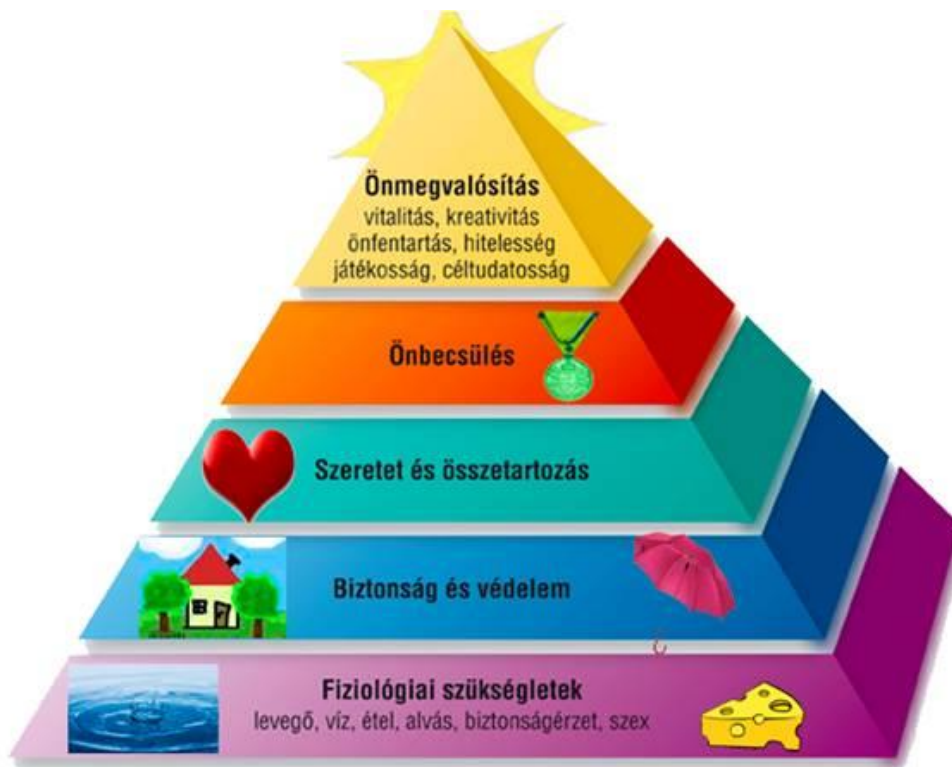 Önmegvalósítás
vitalitás, kreativitás
önfentartás, hitelesség
játékosság, céltudatosság
Önbecsülés
Szeretet és összetartozás
Biztonság és védelem
Fiziológiai szükségletek
levegő, víz, étel, alvás, biztonságérzet, szex